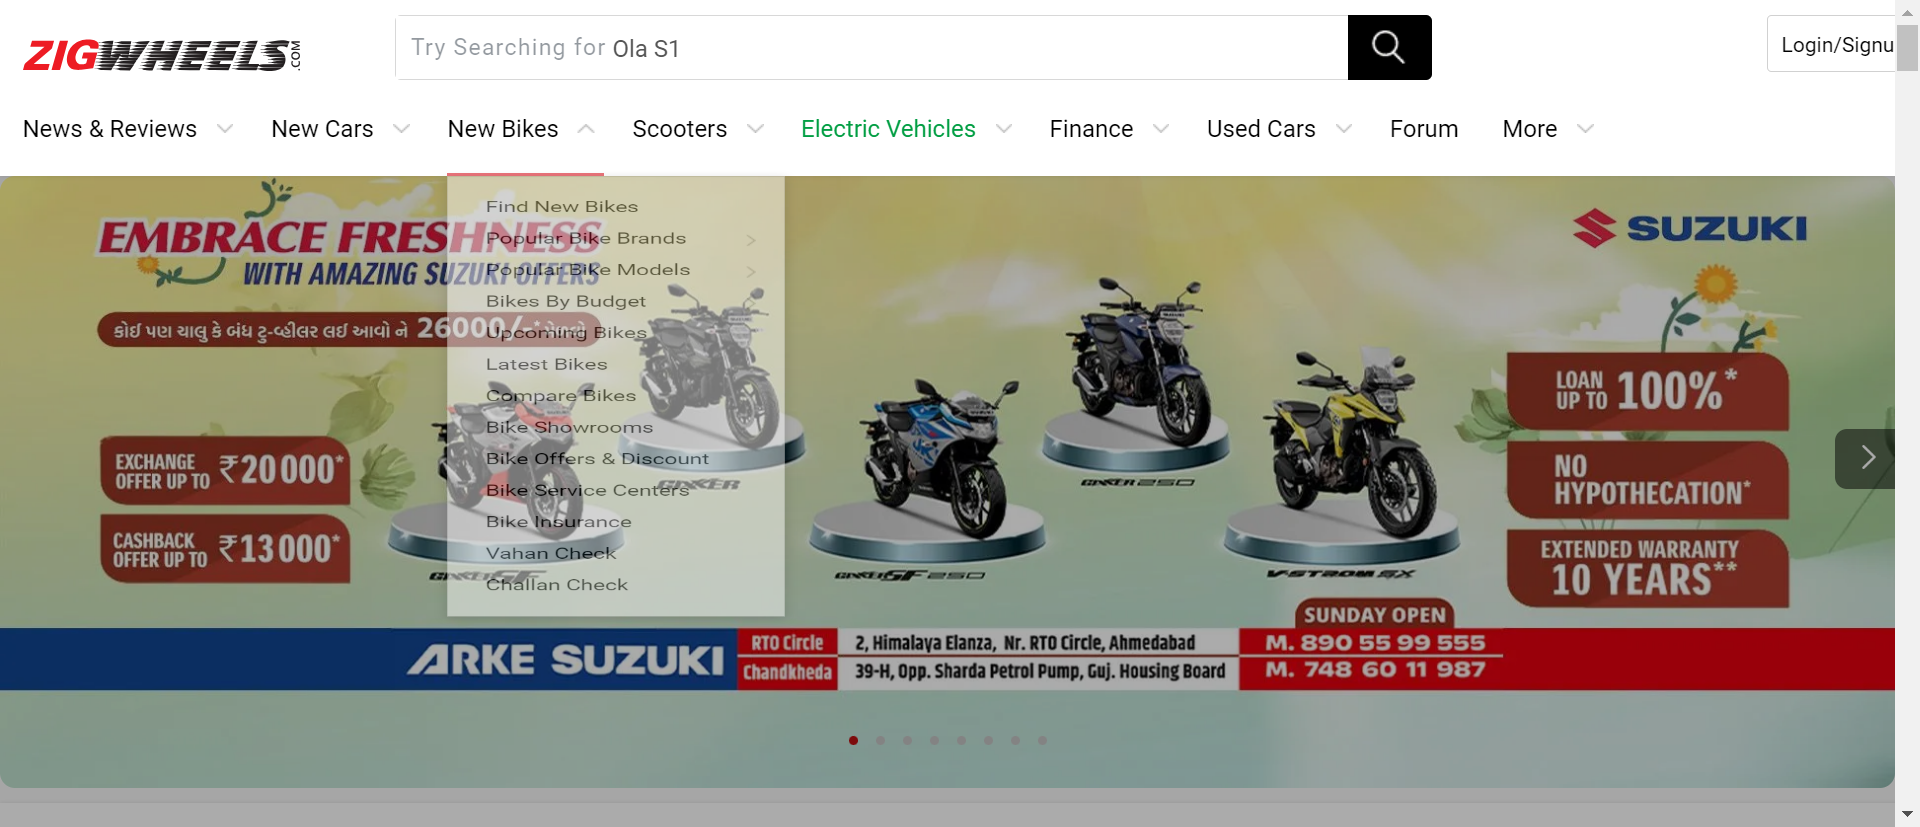 ZIGWHEELS.COM
Try Searching for Ola S1
Login/Signu
News & Reviews
New Cars
New Bikes
Scooters
Electric Vehicles
Finance
Used Cars
Forum
More
Find New Bikes
Popular Bike Brands
Popular Bike Models
Bikes By Budget
Upcoming Bikes
Latest Bikes
Compare Bikes
Bike Showrooms
Bike Offers & Discount
Bike Service Centers
Bike Insurance
Vahan Check
Challan Check
EMBRACE FRESHNESS
WITH AMAZING SUZUKI OFFERS
કોઈ પણ ચાલુ કે બંધ ટુ-વ્હીલર લઈ આવો ને 26000/-*
SUZUKI
EXCHANGE
OFFER UP TO ₹20000*
CASHBACK
OFFER UP TO ₹13000*
GIXXER
GIXXER 250
GIXXER SF 250
V-STROM SX
LOAN
UP TO 100%*
NO
HYPOTHECATION*
EXTENDED WARRANTY
10 YEARS**
SUNDAY OPEN
ARKE SUZUKI
RTO Circle
2, Himalaya Elanza, Nr. RTO Circle, Ahmedabad
M. 890 55 99 555
Chandkheda
39-H, Opp. Sharda Petrol Pump, Guj. Housing Board
M. 748 60 11 987